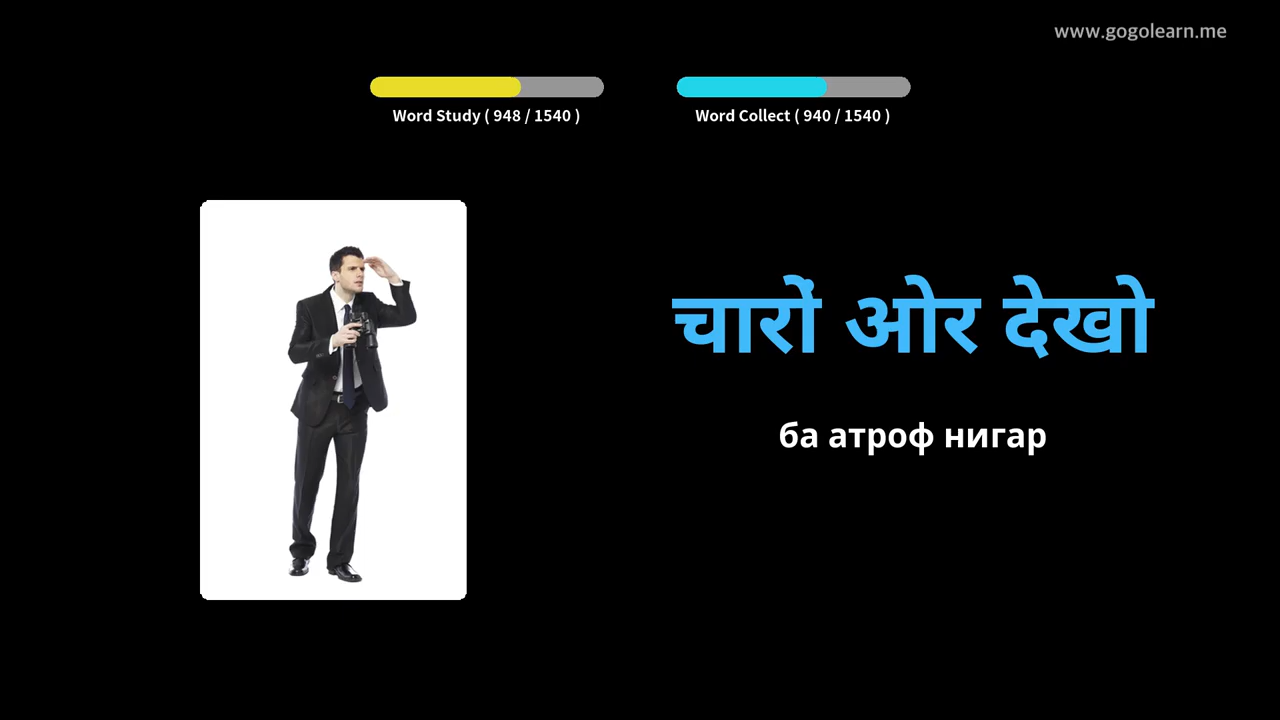 www.gogolearn.me
Word Study ( 948 / 1540 )
Word Collect ( 940 / 1540 )
चारों ओर देखो
ба атроф нигар